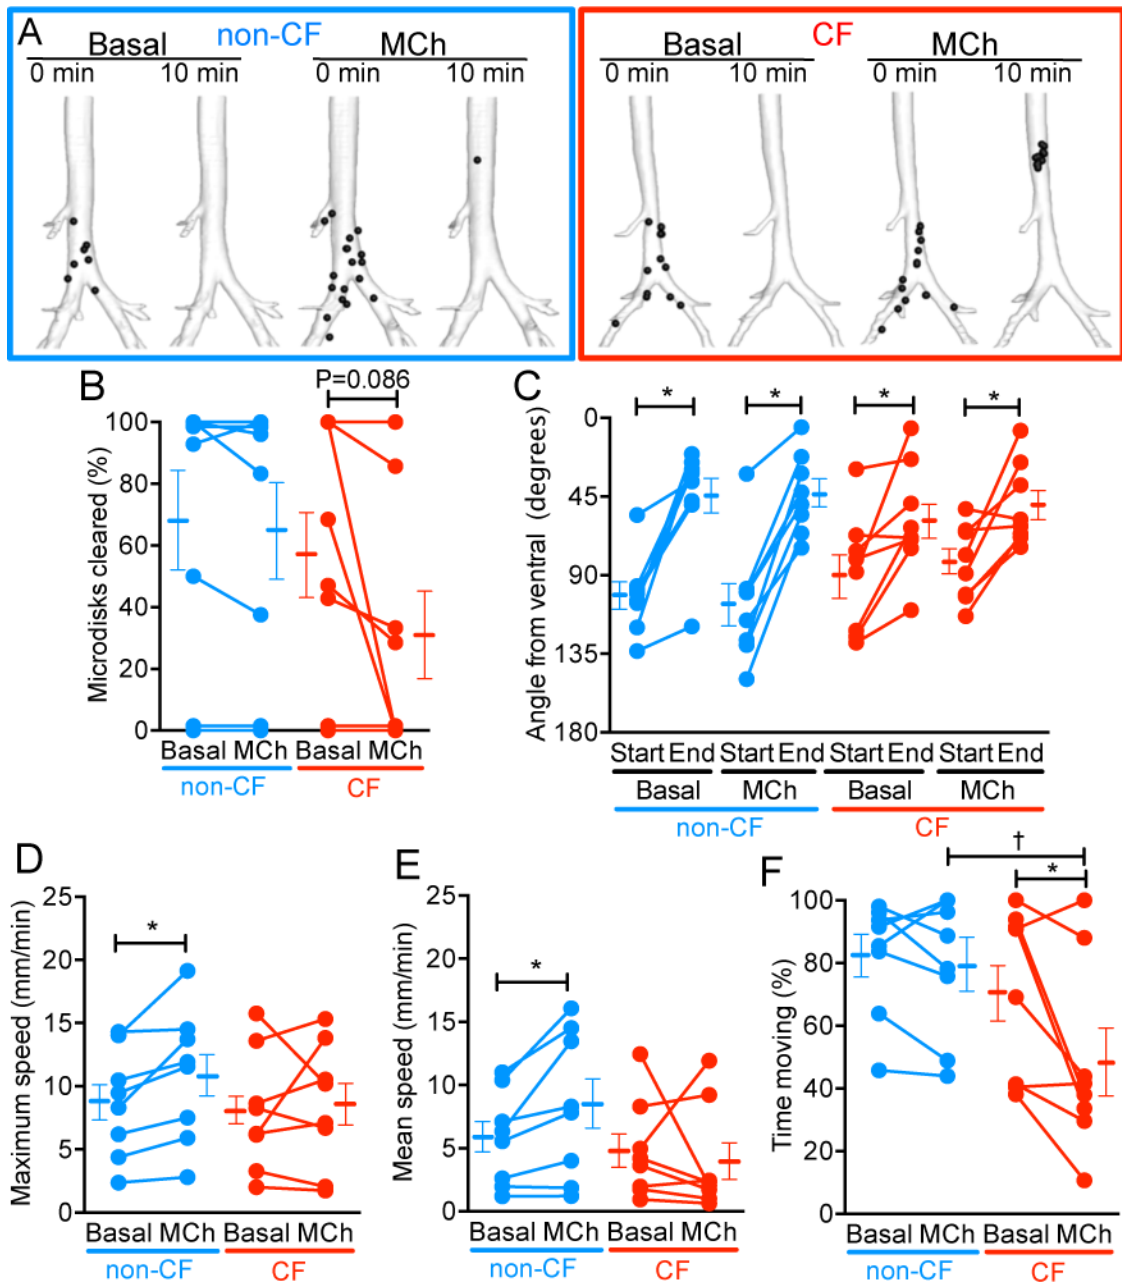 A
non-CF
Basal MCh
0 min 10 min 0 min 10 min
CF
Basal MCh
0 min 10 min 0 min 10 min
B
P=0.086
Microdisks cleared (%)
100
80
60
40
20
0
Basal MCh Basal MCh
non-CF CF
C
* * * *
Angle from ventral (degrees)
0
45
90
135
180
Start End Start End Start End Start End
Basal MCh Basal MCh
non-CF CF
D
*
Maximum speed (mm/min)
25
20
15
10
5
0
Basal MCh Basal MCh
non-CF CF
E
*
Mean speed (mm/min)
25
20
15
10
5
0
Basal MCh Basal MCh
non-CF CF
F
†
*
Time moving (%)
100
80
60
40
20
0
Basal MCh Basal MCh
non-CF CF